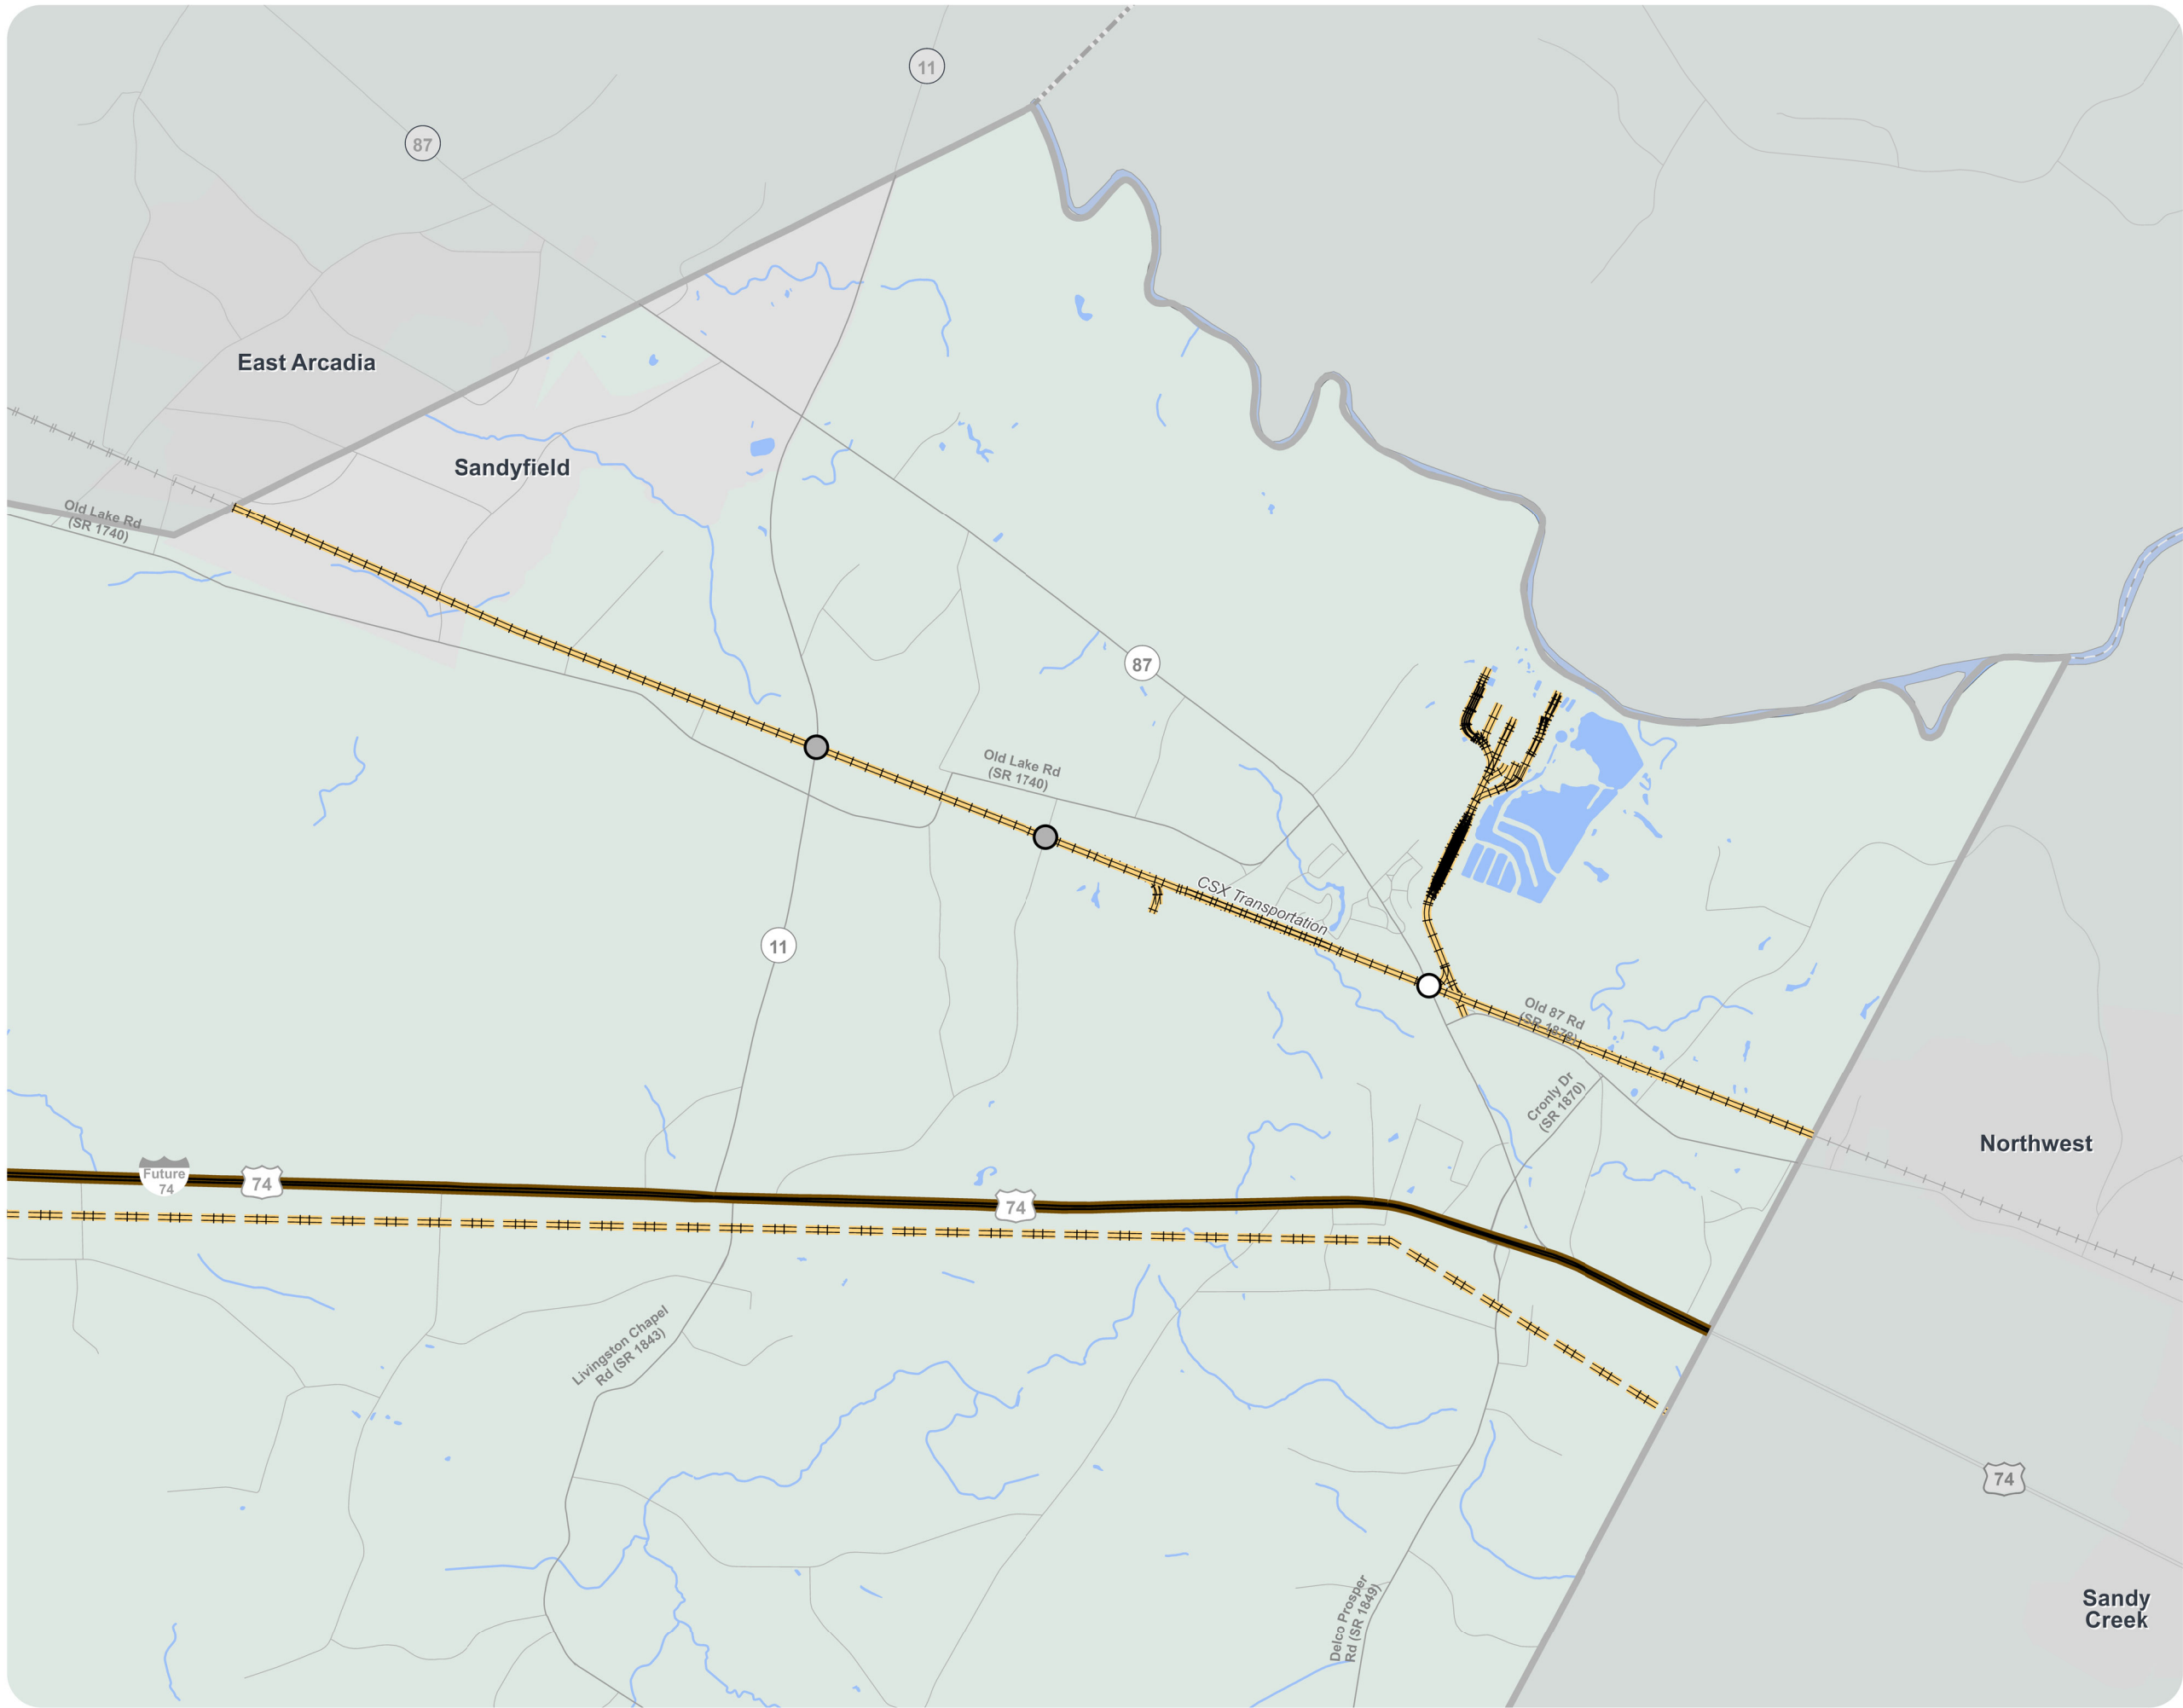 11
87
East Arcadia
Sandyfield
Old Lake Rd
(SR 1740)
87
Old Lake Rd
(SR 1740)
CSX Transportation
11
Old 87 Rd
(SR 1878)
Cronly Dr
(SR 1870)
Northwest
Future
74
74
74
Livingston Chapel
Rd (SR 1843)
74
Delco Prosper
Rd (SR 1849)
Sandy
Creek